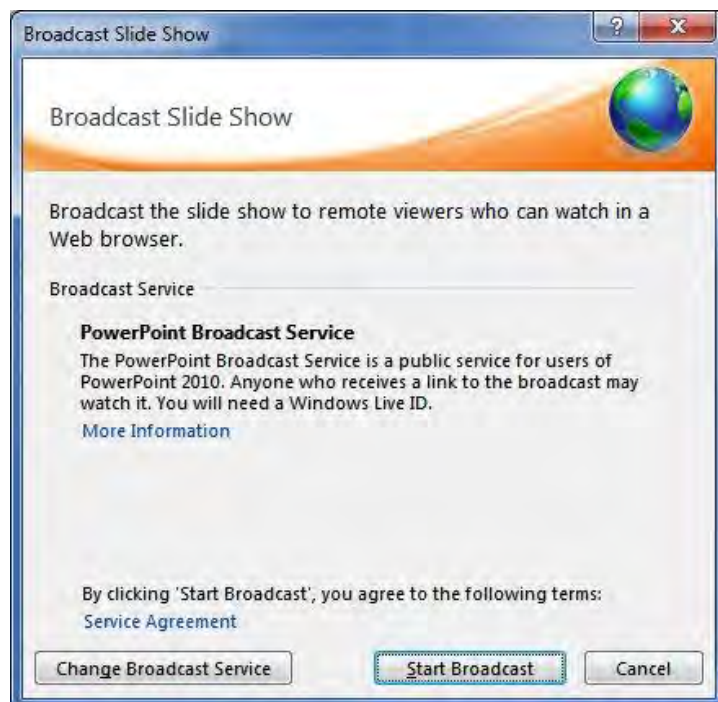 Broadcast Slide Show
?
Broadcast Slide Show
Broadcast the slide show to remote viewers who can watch in a
Web browser.
Broadcast Service
PowerPoint Broadcast Service
The PowerPoint Broadcast Service is a public service for users of
PowerPoint 2010. Anyone who receives a link to the broadcast may
watch it. You will need a Windows Live ID.
More Information
By clicking 'Start Broadcast', you agree to the following terms:
Service Agreement
Change Broadcast Service Start Broadcast Cancel